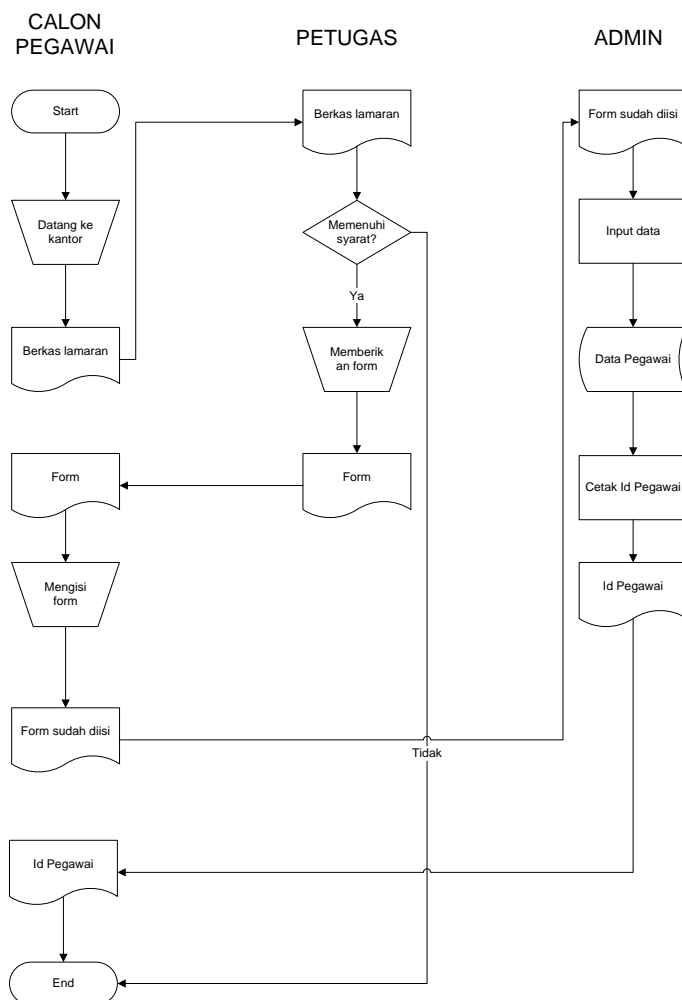 CALON
PEGAWAI
PETUGAS
ADMIN
Start
Berkas lamaran
Form sudah diisi
Datang ke
kantor
Memenuhi
syarat?
Input data
Ya
Berkas lamaran
Memberik
an form
Data Pegawai
Form
Form
Cetak Id Pegawai
Mengisi
form
Id Pegawai
Form sudah diisi
Tidak
Id Pegawai
End